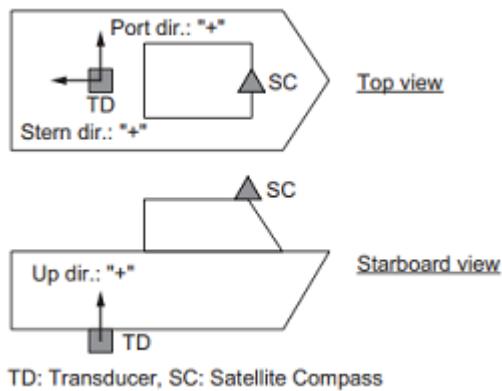 Port dir.: "+"
SC
Top view
TD
Stern dir.: "+"
SC
Starboard view
Up dir.: "+"
TD
TD: Transducer, SC: Satellite Compass